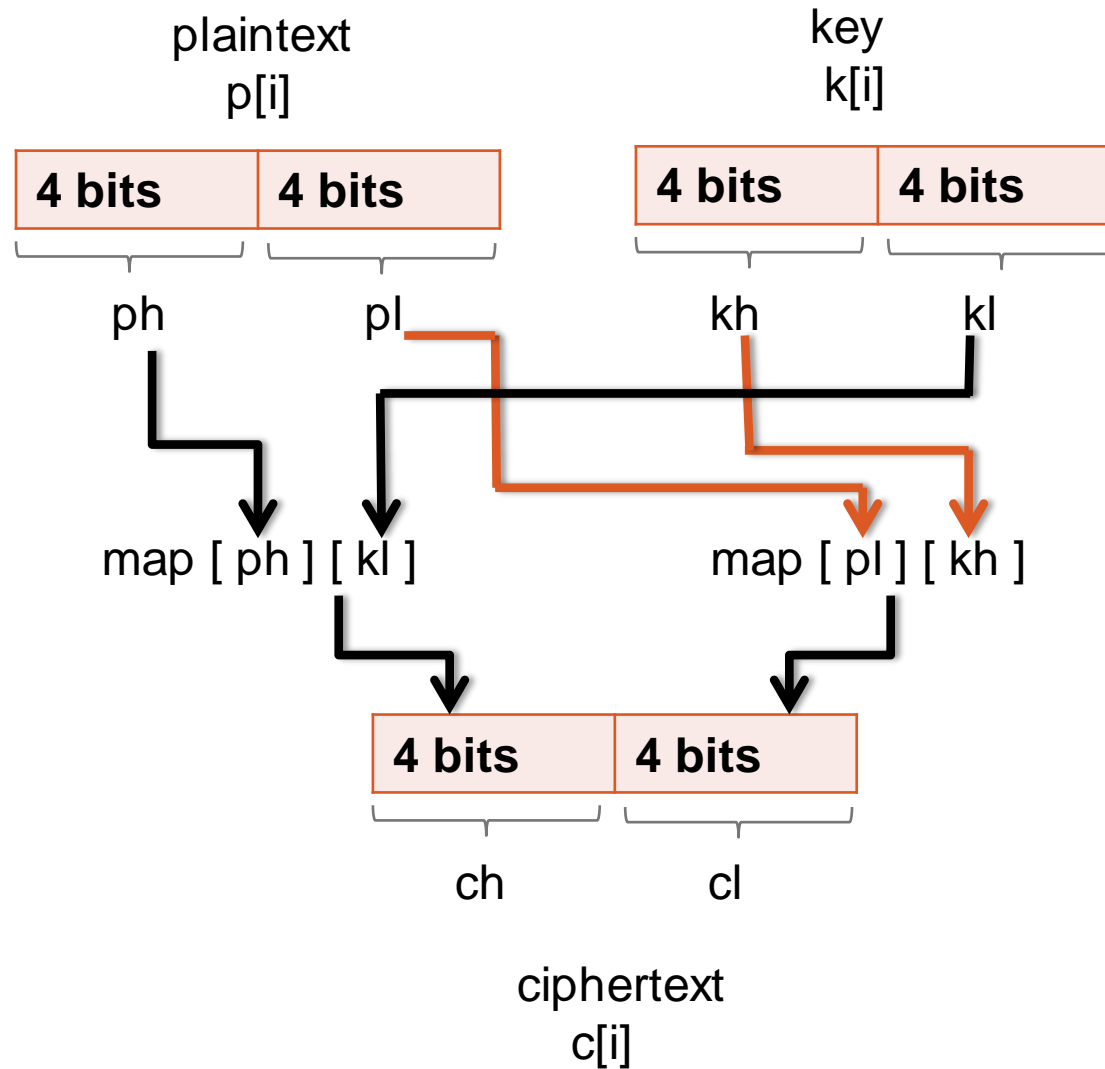 plaintext
p[i]
key
k[i]
4 bits 4 bits
4 bits 4 bits
ph pl kh kl
map [ ph ] [ kl ]
map [ pl ] [ kh ]
4 bits 4 bits
ch cl
ciphertext
c[i]